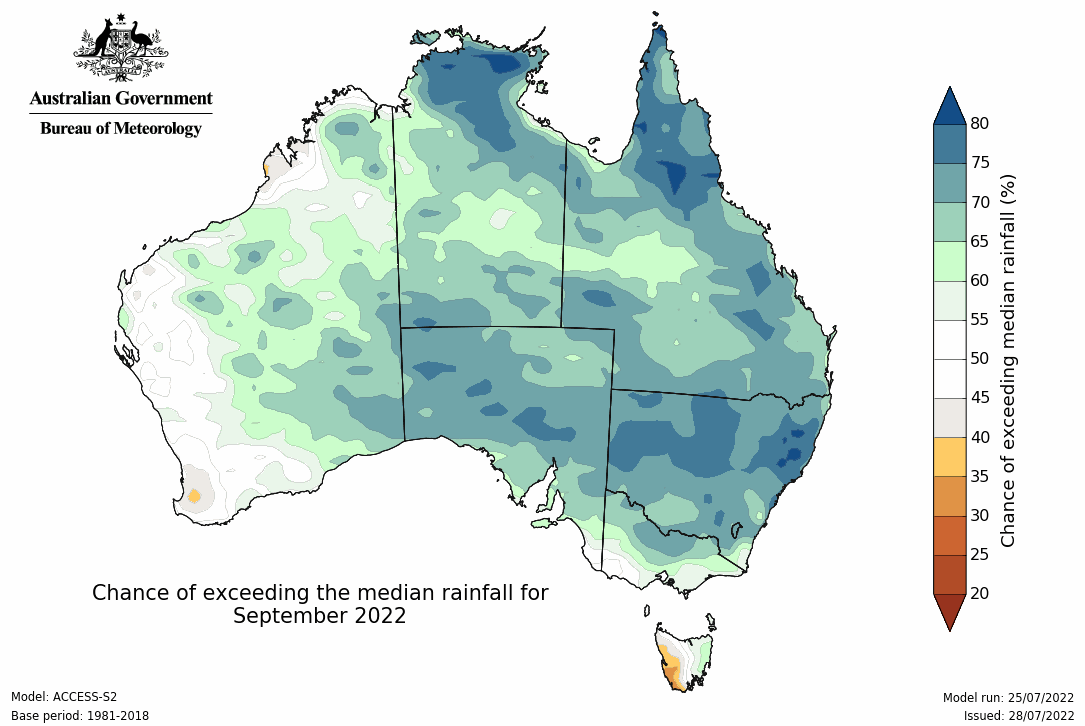 Australian Government
Bureau of Meteorology
80
75
70
65
60
55
50
45
40
35
30
25
20
Chance of exceeding median rainfall (%)
Chance of exceeding the median rainfall for
September 2022
Model: ACCESS-S2
Base period: 1981-2018
Model run: 25/07/2022
Issued: 28/07/2022